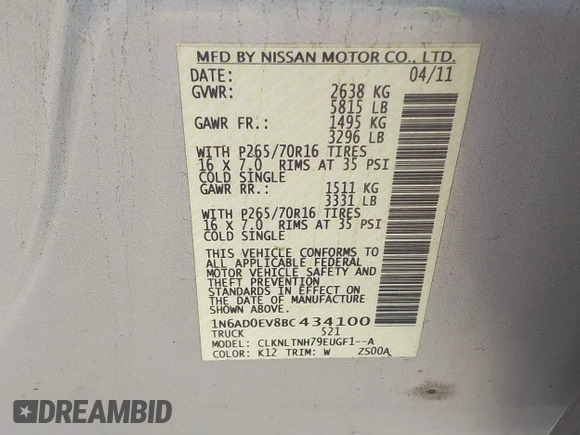 MFD BY NISSAN MOTOR CO., LTD.
DATE: 04/11
GVWR: 2638 KG
5815 LB
GAWR FR.: 1495 KG
3296 LB
WITH P265/70R16 TIRES
16 X 7.0 RIMS AT 35 PSI
COLD SINGLE
GAWR RR.: 1511 KG
3331 LB
WITH P265/70R16 TIRES
16 X 7.0 RIMS AT 35 PSI
COLD SINGLE
THIS VEHICLE CONFORMS TO
ALL APPLICABLE FEDERAL
MOTOR VEHICLE SAFETY AND
THEFT PREVENTION
STANDARDS IN EFFECT ON
THE DATE OF MANUFACTURE
SHOWN ABOVE.
1N6AD0EV8BC434100
TRUCK 521
MODEL: CLKNLTNH79EUGF1--A
COLOR: K12 TRIM: W ZS00A
DREAMBID